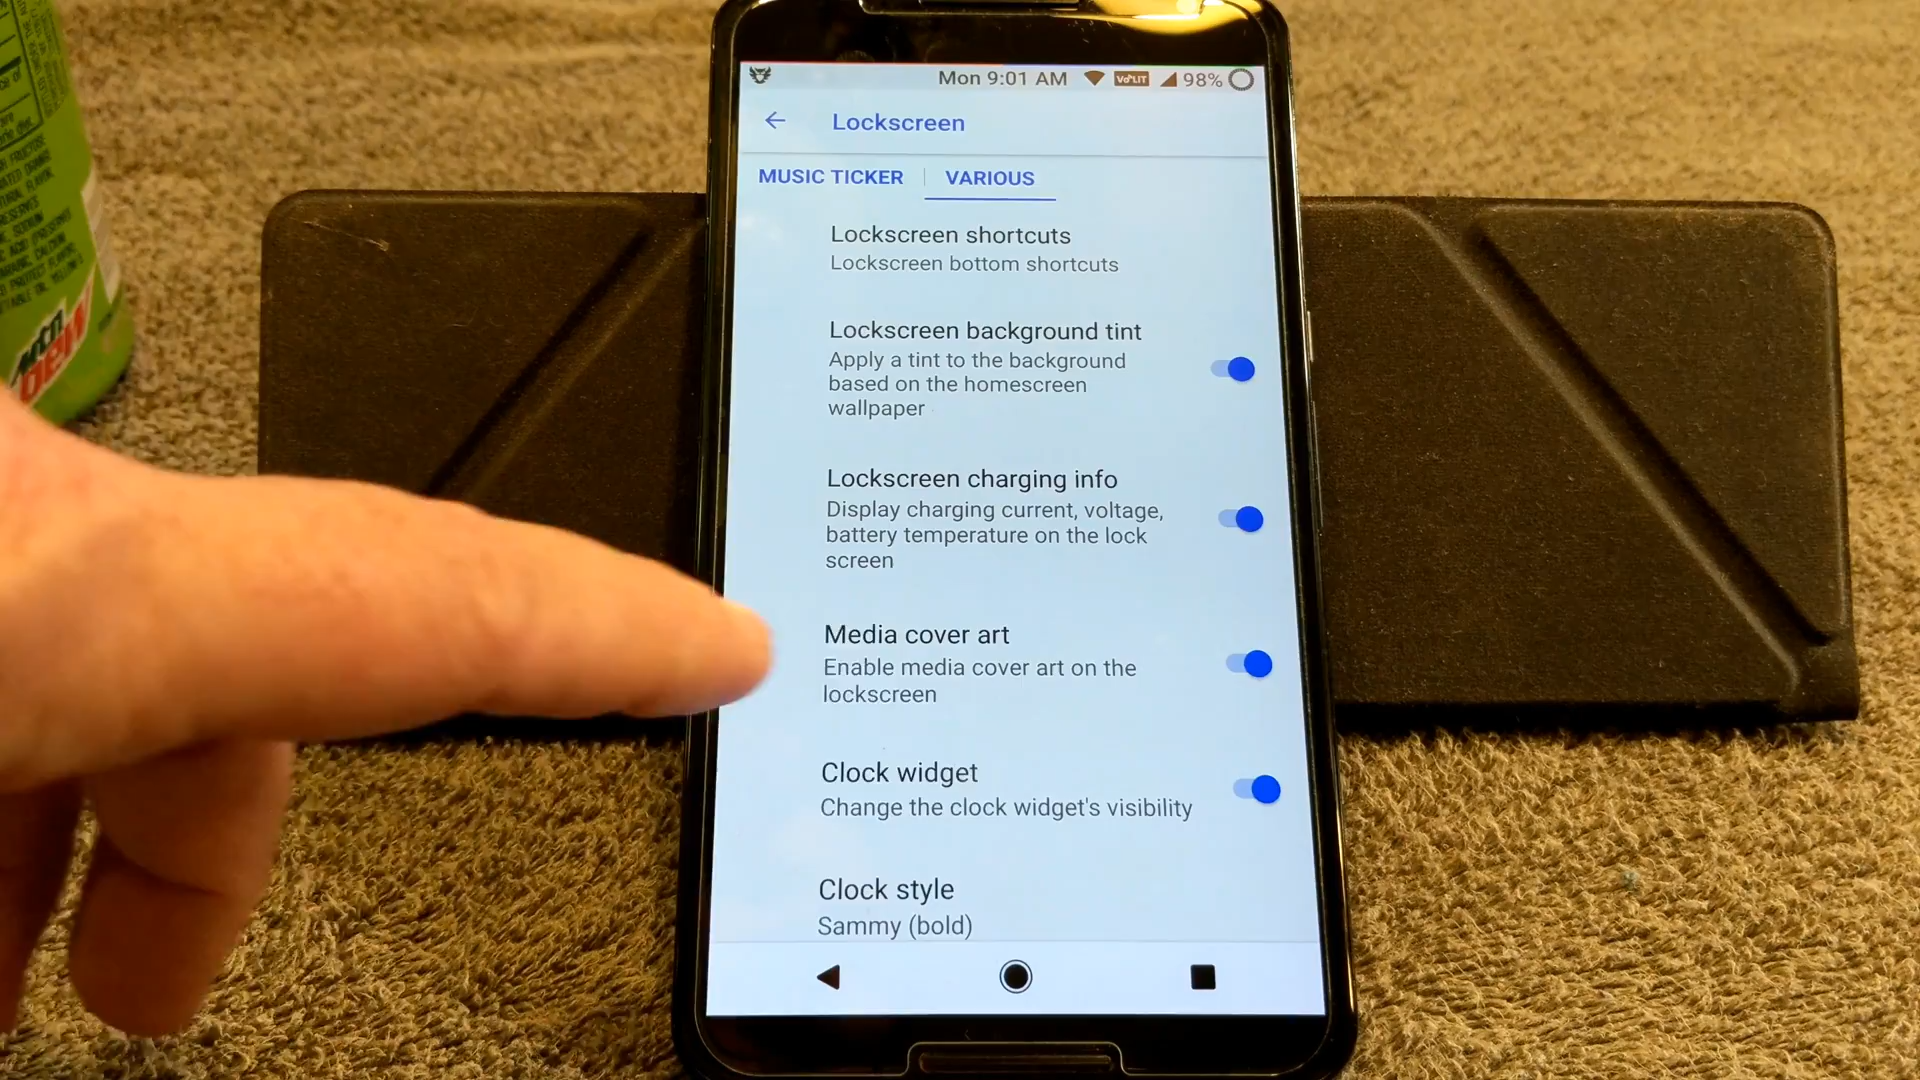 Mon 9:01 AM
98%
Lockscreen
MUSIC TICKER
VARIOUS
Lockscreen shortcuts
Lockscreen bottom shortcuts
Lockscreen background tint
Apply a tint to the background
based on the homescreen
wallpaper
Lockscreen charging info
Display charging current, voltage,
battery temperature on the lock
screen
Media cover art
Enable media cover art on the
lockscreen
Clock widget
Change the clock widget's visibility
Clock style
Sammy (bold)
mtn
Dew